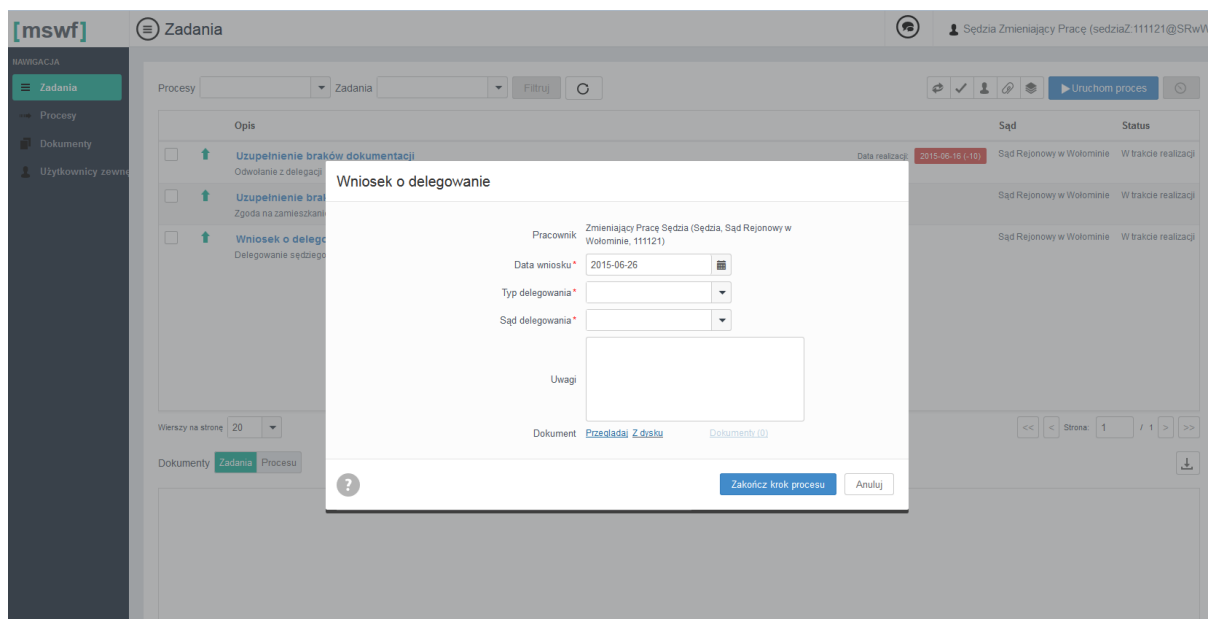 [mswf]
Zadania
Sędzia Zmieniający Pracę (sedziaZ:111121@SRwW
NAWIGACJA
Zadania
Procesy
Dokumenty
Użytkownicy zewnę
Procesy
Zadania
Filtruj
Uruchom proces
Opis
Sąd
Status
Uzupełnienie braków dokumentacji
Data realizacji:
2015-06-16 (-10)
Sąd Rejonowy w Wołominie
W trakcie realizacji
Odwołanie z delegacji
Uzupełnienie brak
Sąd Rejonowy w Wołominie
W trakcie realizacji
Zgoda na zamieszkani
Wniosek o delego
Sąd Rejonowy w Wołominie
W trakcie realizacji
Delegowanie sędziego
Wniosek o delegowanie
Pracownik
Zmieniający Pracę Sędzia (Sędzia, Sąd Rejonowy w
Wołominie, 111121)
Data wniosku*
2015-06-26
Typ delegowania*
Sąd delegowania*
Uwagi
Dokument
Przeglądaj
Z dysku
Dokumenty (0)
?
Zakończ krok procesu
Anuluj
Wierszy na stronę
20
<<
<
Strona:
1
/ 1
>
>>
Dokumenty
Zadania
Procesu